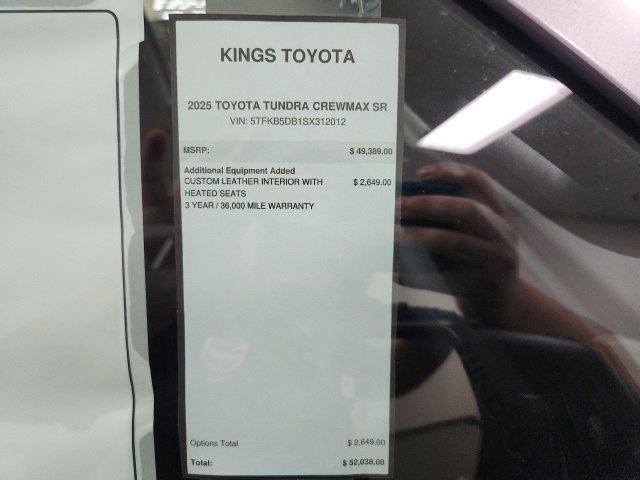 KINGS TOYOTA
2025 TOYOTA TUNDRA CREWMAX SR
VIN: 5TFKB5DB1SX312012
MSRP: $ 49,389.00
Additional Equipment Added
CUSTOM LEATHER INTERIOR WITH $ 2,649.00
HEATED SEATS
3 YEAR / 36,000 MILE WARRANTY
Options Total $ 2,649.00
Total: $ 52,038.00